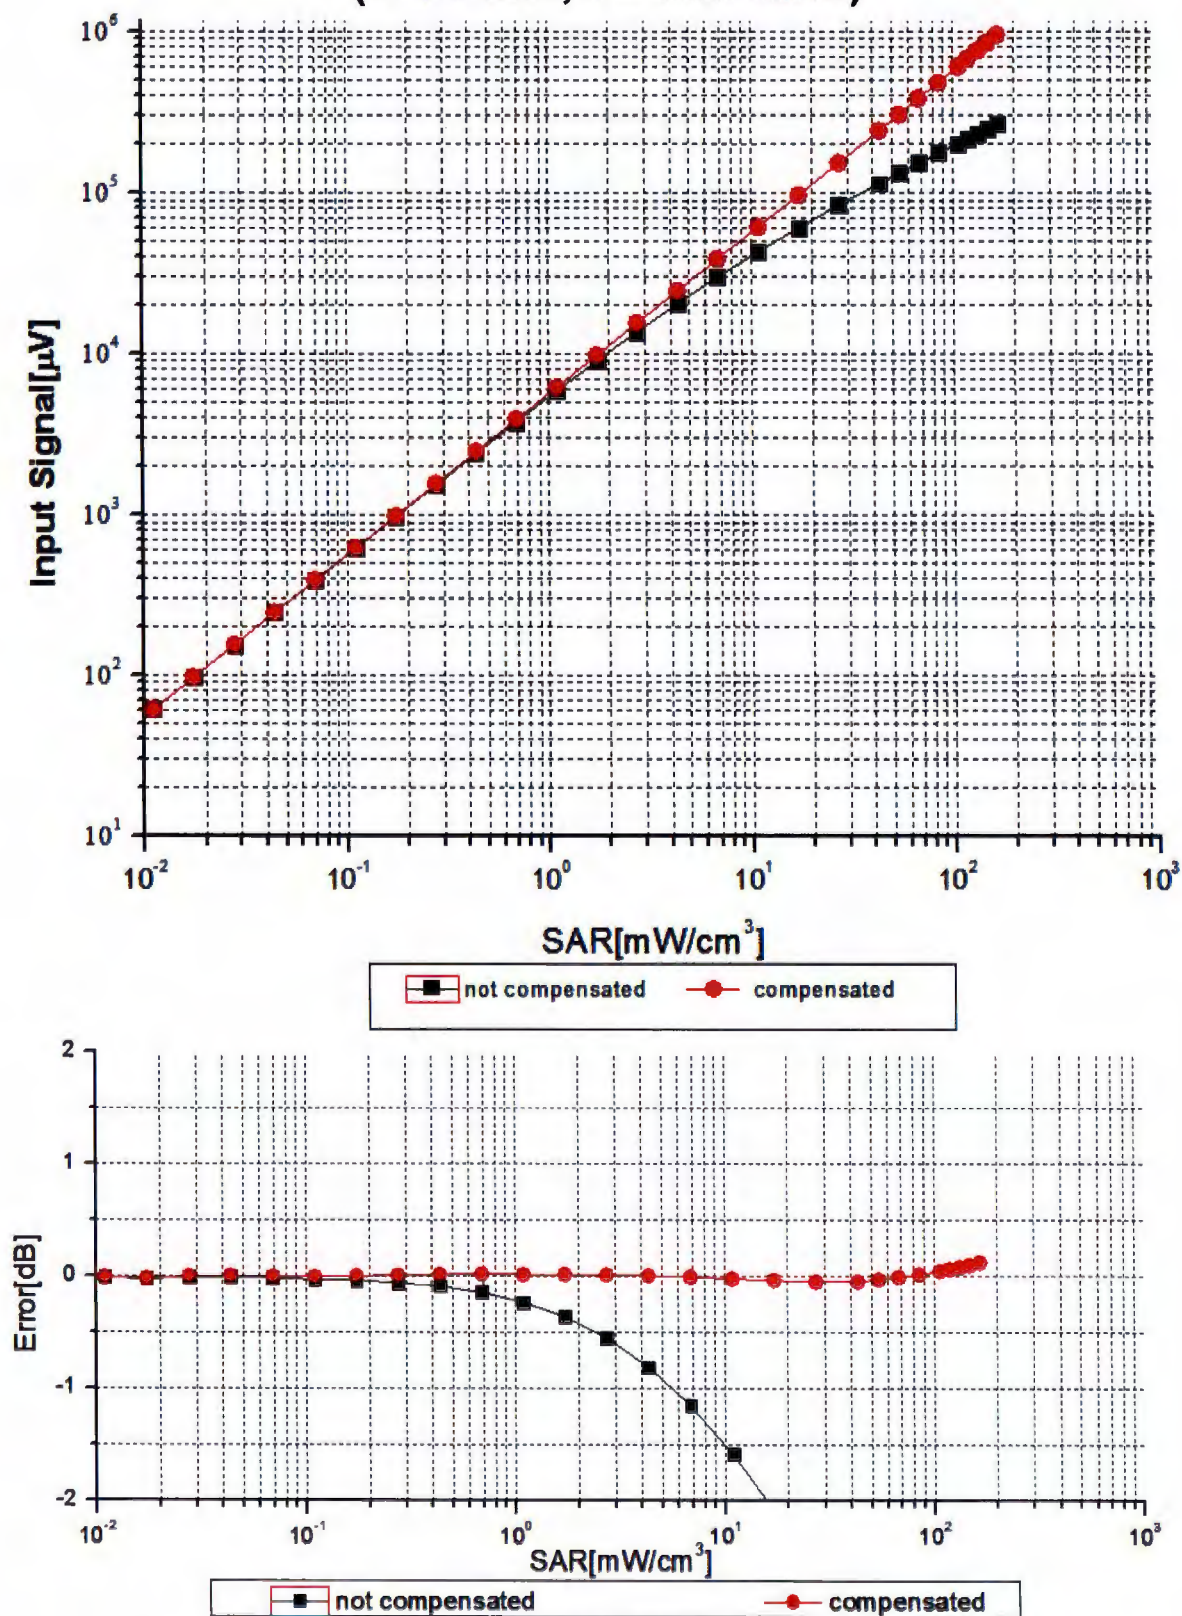 10⁶
10⁵
10⁴
10³
10²
10¹
Input Signal[µV]
10⁻² 10⁻¹ 10⁰ 10¹ 10² 10³
SAR[mW/cm³]
not compensated compensated
2
1
0
-1
-2
Error[dB]
10⁻² 10⁻¹ 10⁰ 10¹ 10² 10³
SAR[mW/cm³]
not compensated compensated